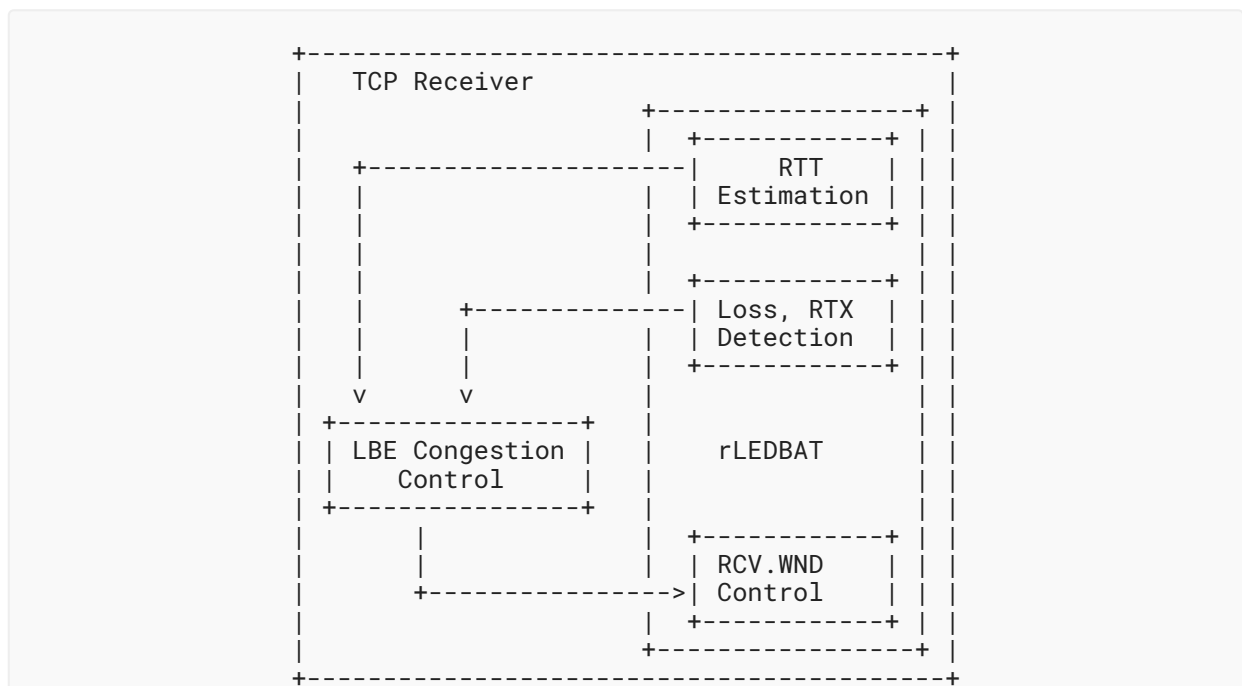 TCP Receiver
RTT
Estimation
Loss, RTX
Detection
LBE Congestion
Control
rLEDBAT
RCV.WND
Control